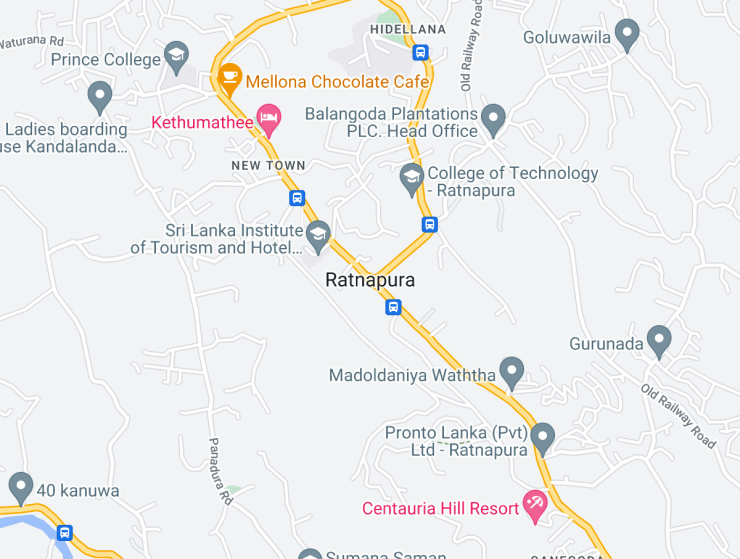 HIDELLANA
Goluwawila
Waturana Rd
Prince College
Old Railway Road
Mellona Chocolate Cafe
Kethumathee
Balangoda Plantations
PLC. Head Office
Ladies boarding
use Kandalanda...
NEW TOWN
College of Technology
- Ratnapura
Sri Lanka Institute
of Tourism and Hotel...
Ratnapura
Gurunada
Madoldaniya Waththa
Old Railway Road
Pronto Lanka (Pvt)
Ltd - Ratnapura
Panadura Rd
40 kanuwa
Centauria Hill Resort
Sumana Saman